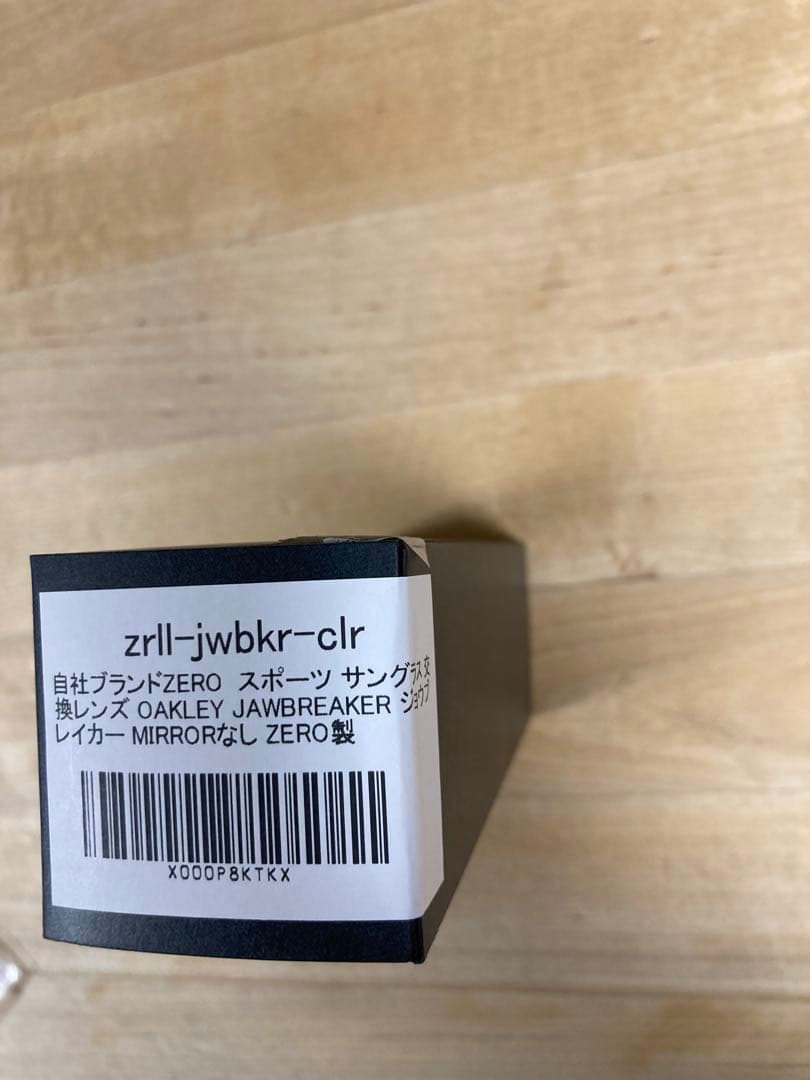 zrll-jwbkr-clr
自社ブランドZERO スポーツ サングラス 交
換レンズ OAKLEY JAWBREAKER ジョウブ
レイカー MIRRORなし ZERO製
X000P8KTKX